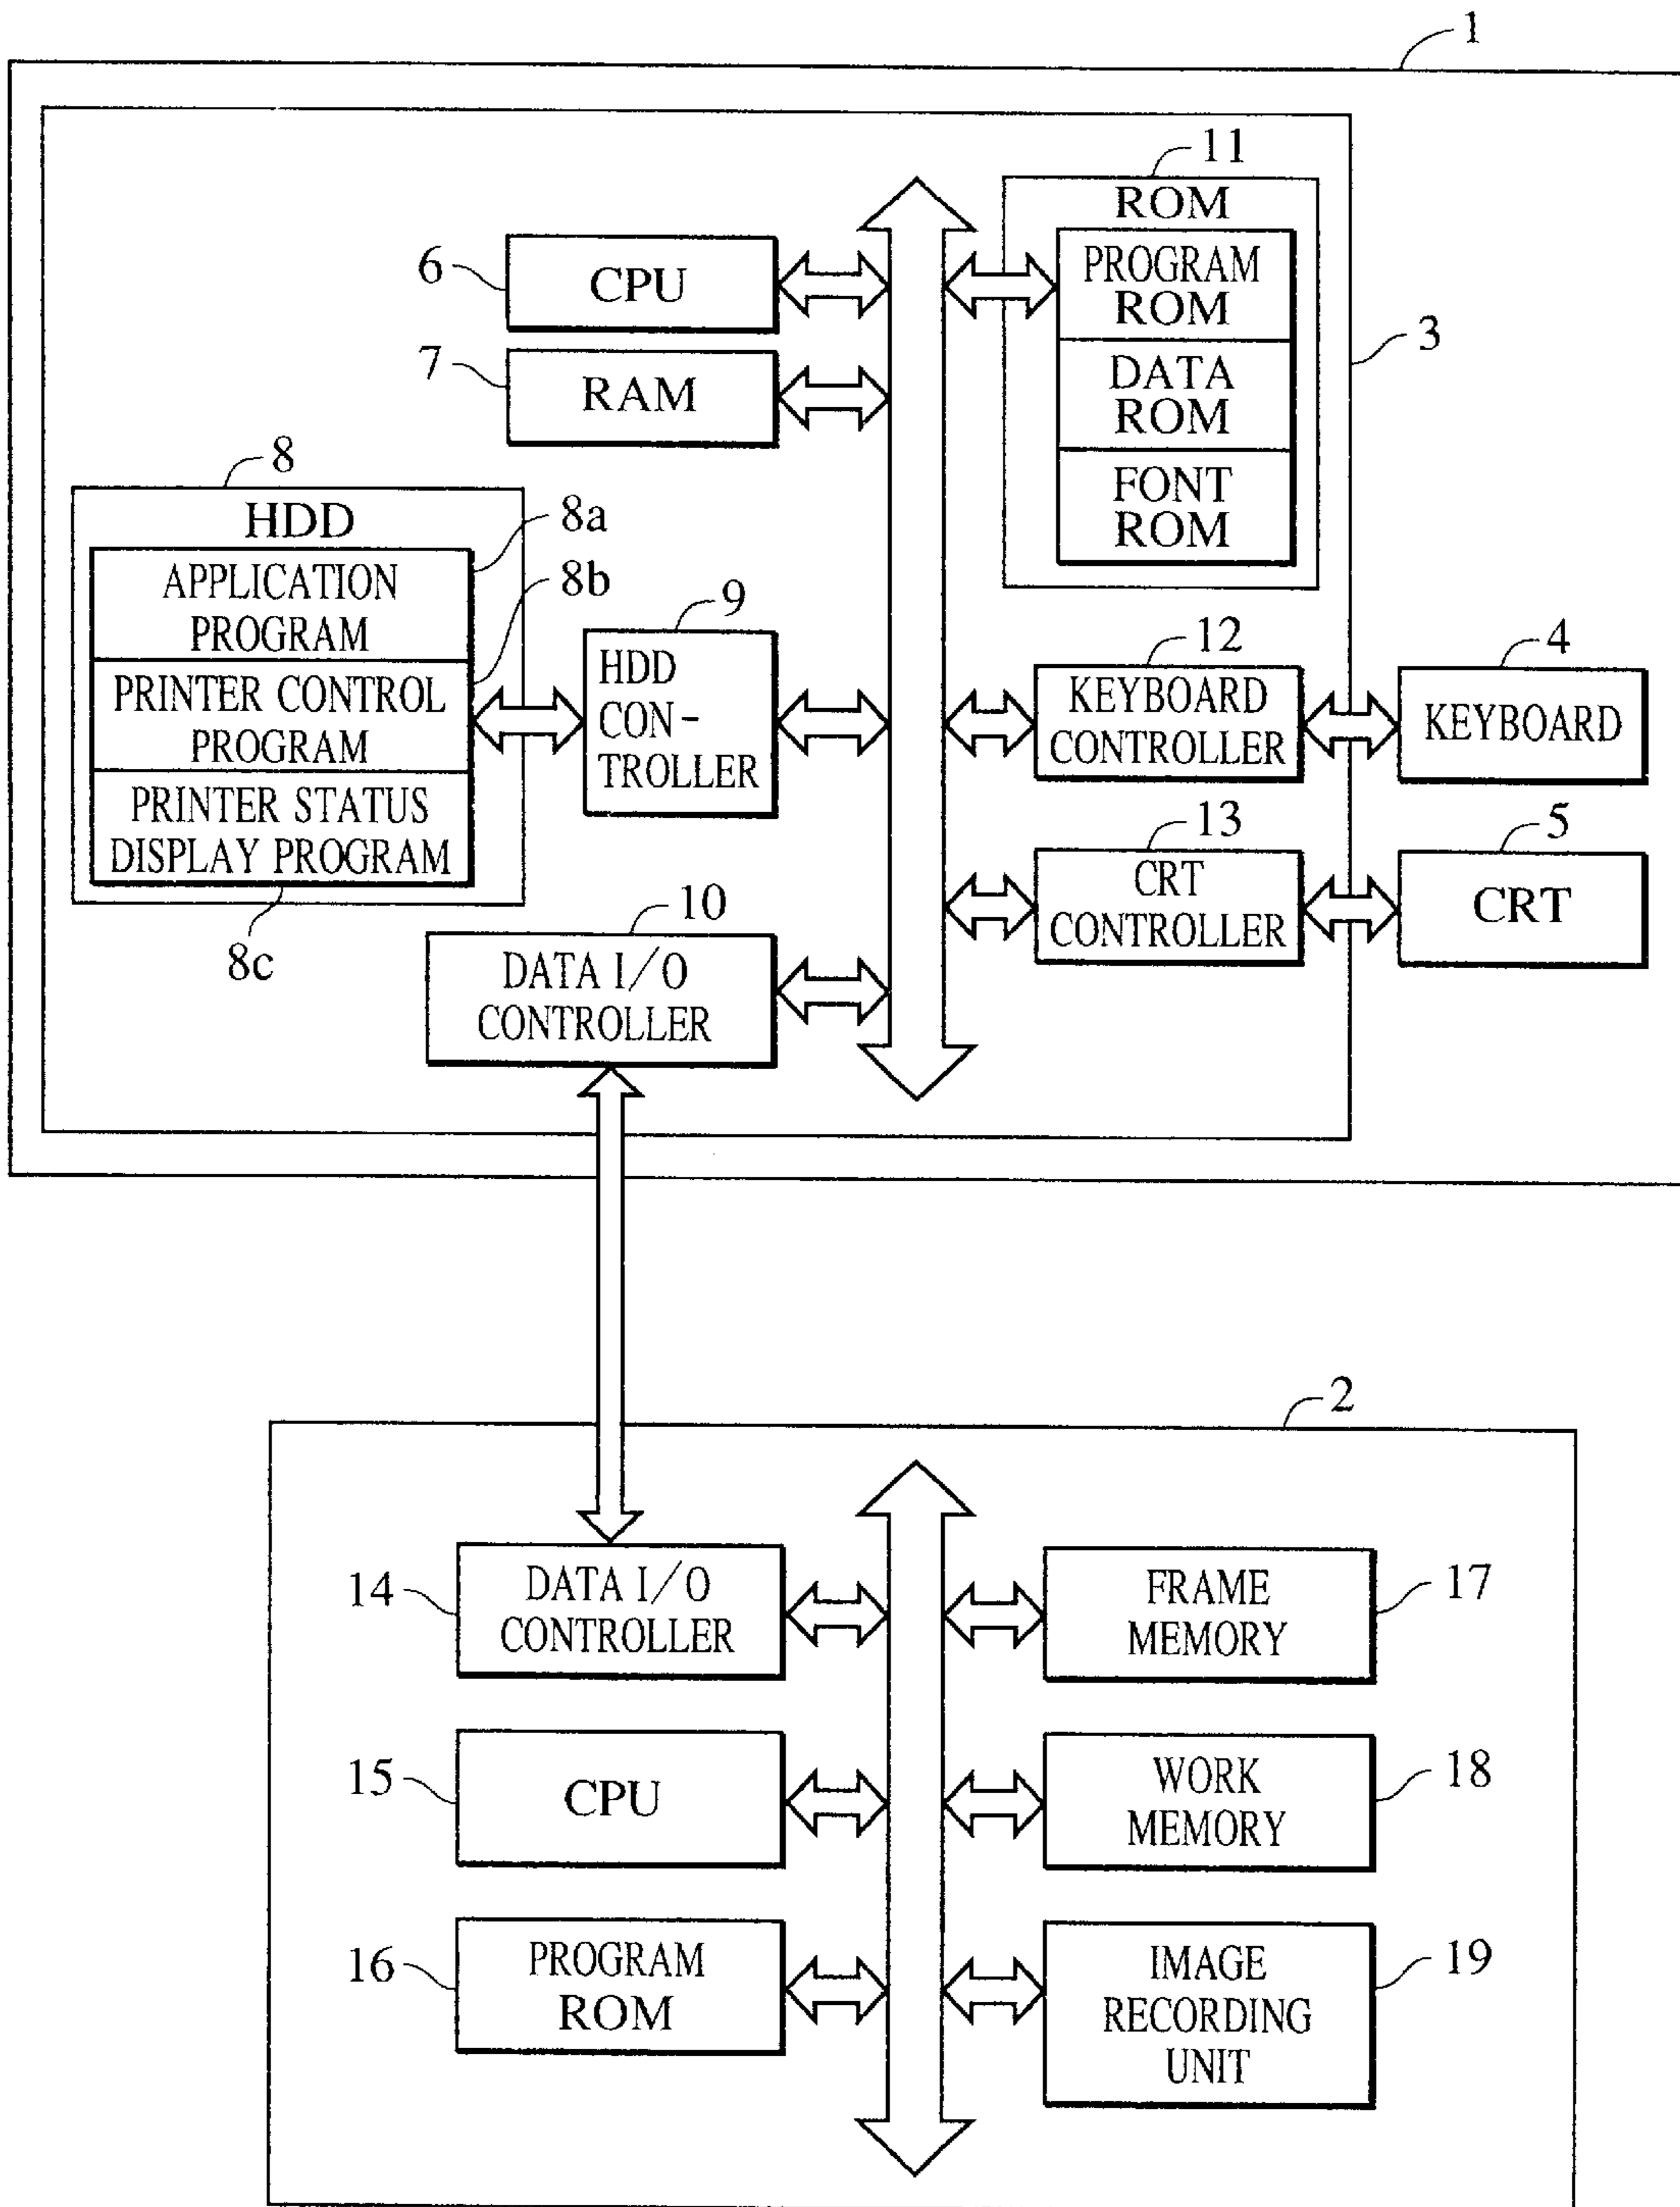 1
11
ROM
PROGRAM
ROM
DATA
ROM
FONT
ROM
3
6
CPU
7
RAM
8
HDD
8a
APPLICATION
PROGRAM
8b
PRINTER CONTROL
PROGRAM
PRINTER STATUS
DISPLAY PROGRAM
8c
9
HDD
CON-
TROLLER
12
KEYBOARD
CONTROLLER
4
KEYBOARD
13
CRT
CONTROLLER
5
CRT
10
DATA I/O
CONTROLLER
2
14
DATA I/O
CONTROLLER
FRAME
MEMORY
17
15
CPU
WORK
MEMORY
18
16
PROGRAM
ROM
IMAGE
RECORDING
UNIT
19